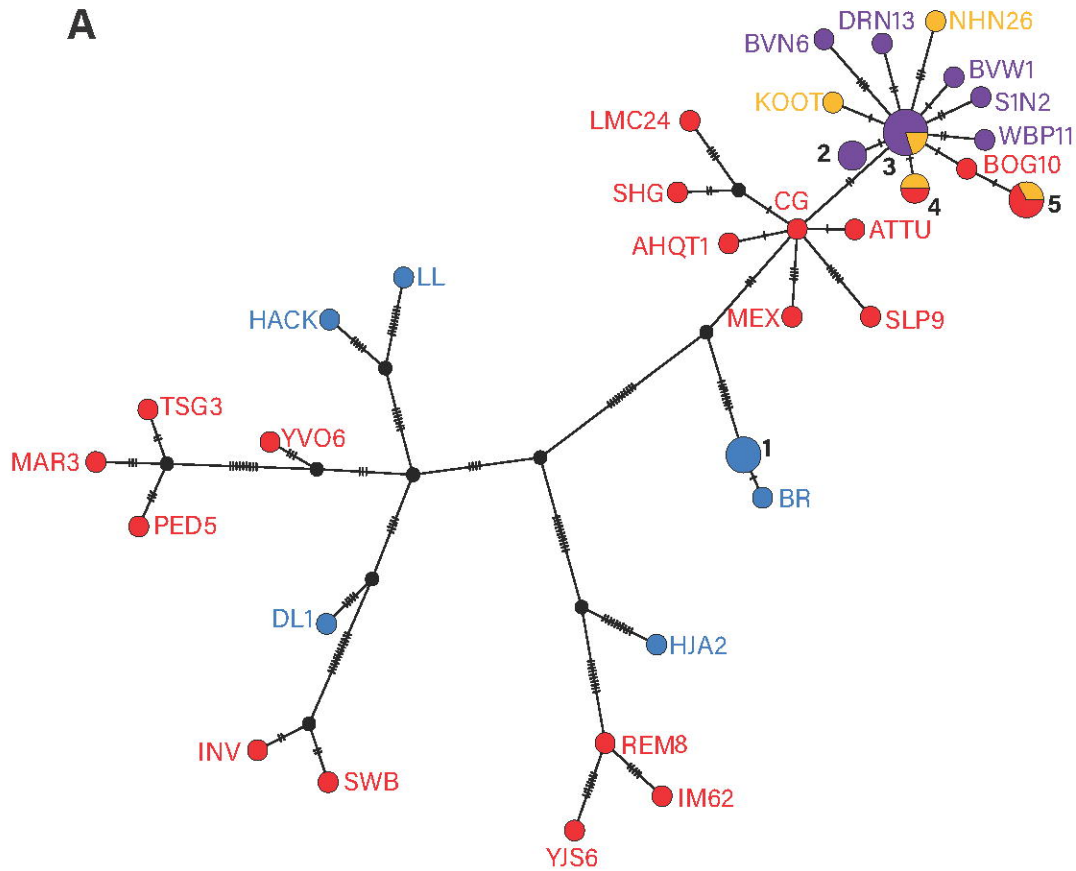 A
DRN13
NHN26
BVN6
BVW1
KOOT
S1N2
LMC24
WBP11
2
3
BOG10
SHG
CG
4
5
AHQT1
ATTU
LL
HACK
MEX
SLP9
TSG3
YVO6
MAR3
1
BR
PED5
DL1
HJA2
INV
REM8
SWB
IM62
YJS6